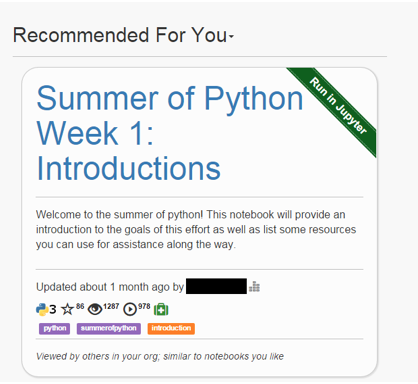 Recommended For You
Run in Jupyter
Summer of Python
Week 1:
Introductions
Welcome to the summer of python! This notebook will provide an
introduction to the goals of this effort as well as list some resources
you can use for assistance along the way.
Updated about 1 month ago by
3 86 1287 978
python summerofpython introduction
Viewed by others in your org; similar to notebooks you like